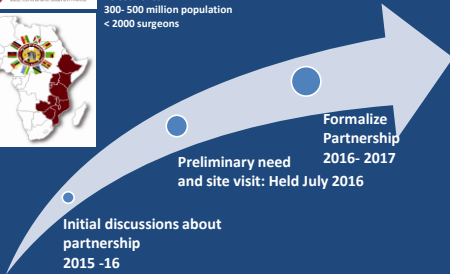 300- 500 million population
< 2000 surgeons
Formalize
Partnership
2016- 2017
Preliminary need
and site visit: Held July 2016
Initial discussions about
partnership
2015 -16